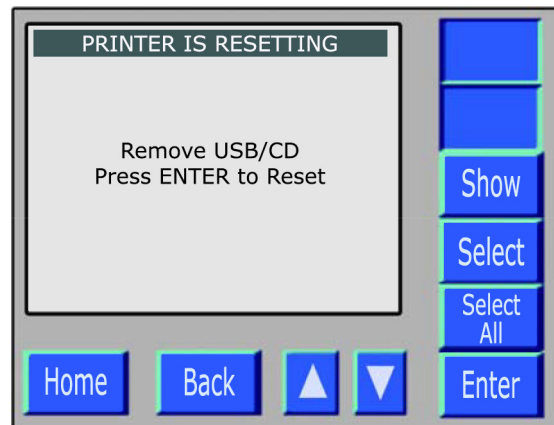 PRINTER IS RESETTING
Remove USB/CD
Press ENTER to Reset
Show
Select
Select
All
Home
Back
Enter